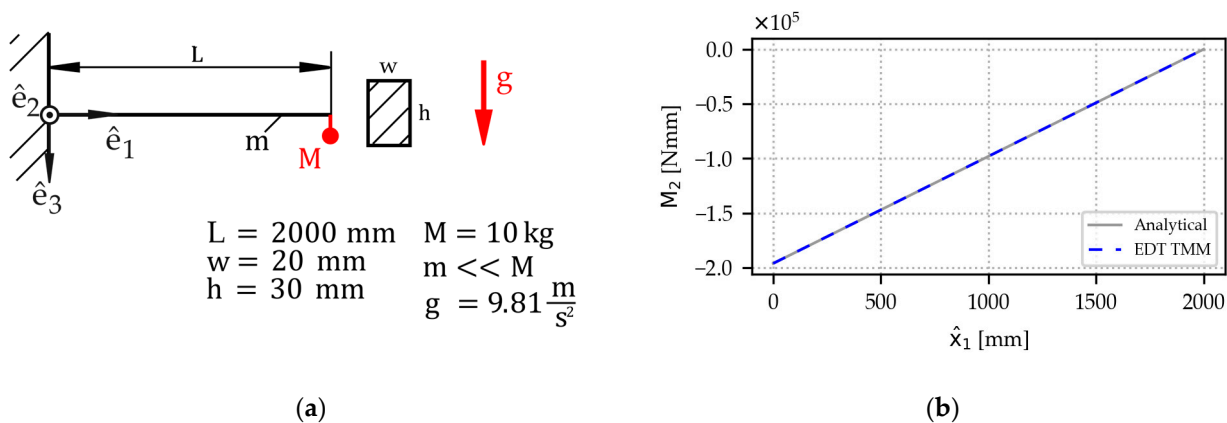 L
w
h
g
ê₂
ê₁
m
M
ê₃
L = 2000 mm M = 10 kg
w = 20 mm m << M
h = 30 mm g = 9.81 m/s²
(a)
×10⁵
0.0
−0.5
−1.0
−1.5
−2.0
M₂ [Nmm]
Analytical
EDT TMM
0 500 1000 1500 2000
x̂₁ [mm]
(b)